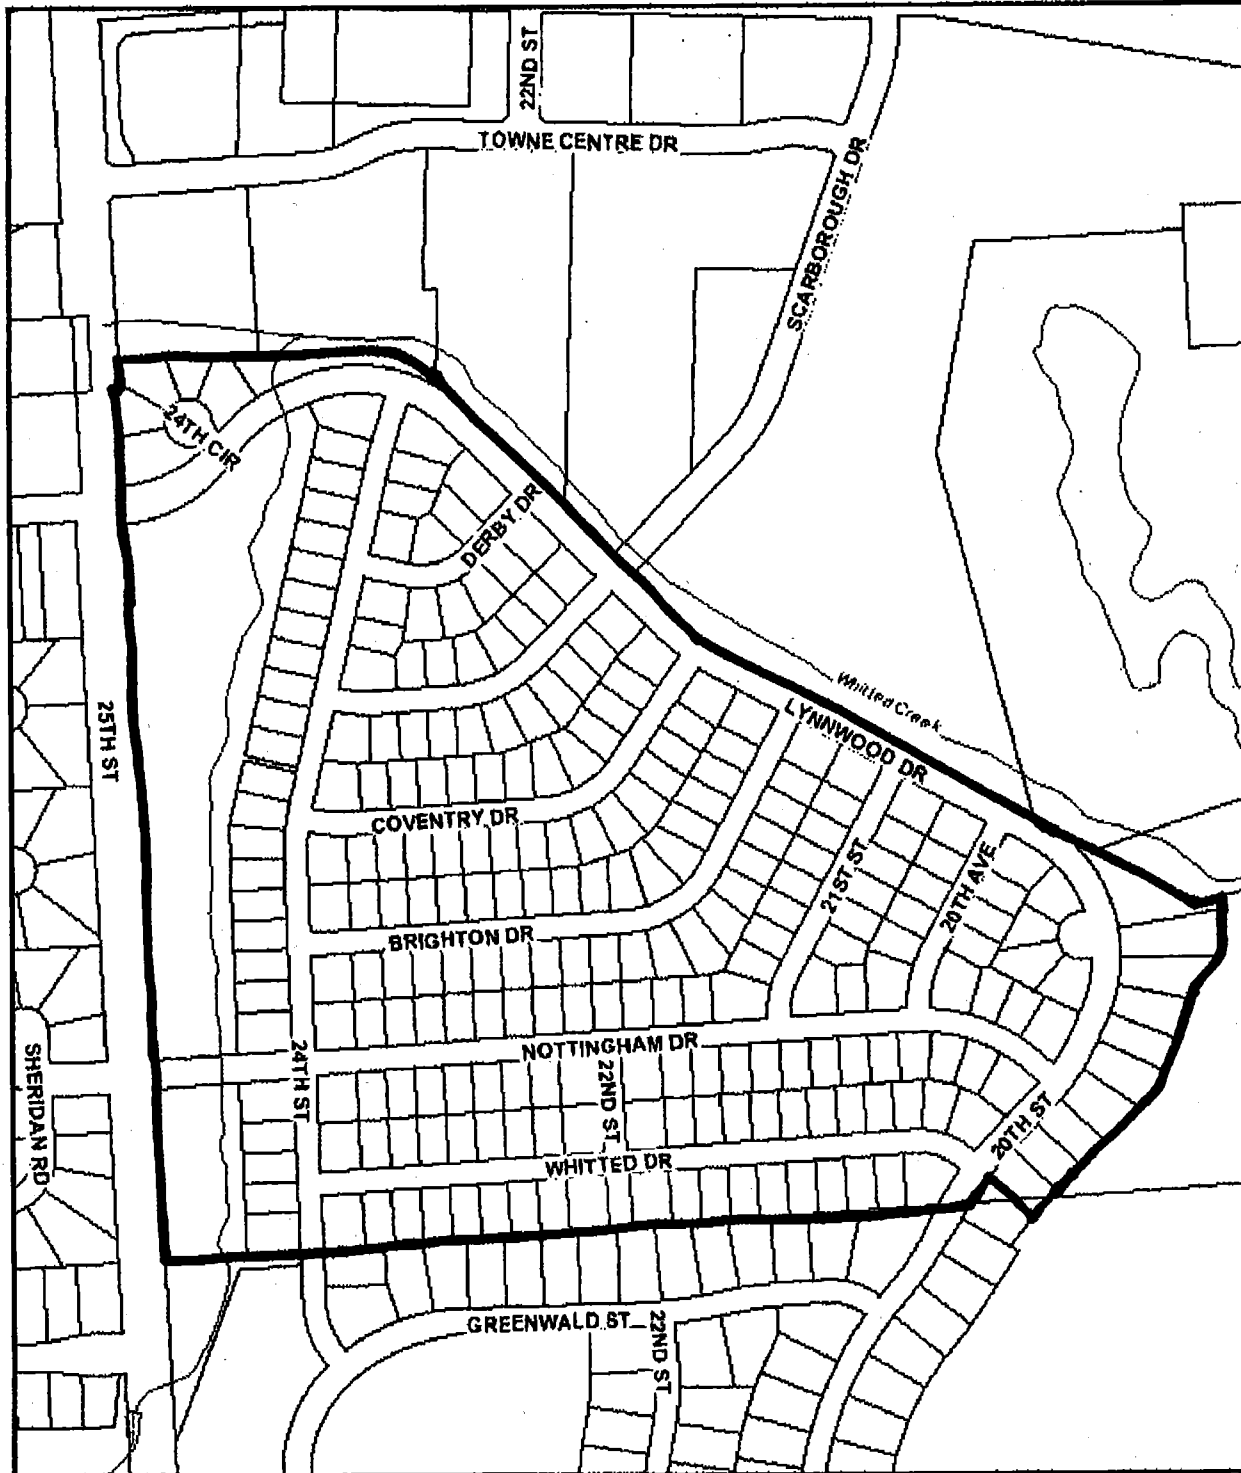 22ND ST
TOWNE CENTRE DR
SCARBOROUGH DR
24TH CIR
DERBY DR
Whitted Creek
LYNNWOOD DR
25TH ST
COVENTRY DR
21ST ST
20TH AVE
BRIGHTON DR
NOTTINGHAM DR
24TH ST
22ND ST
SHERIDAN RD
20TH ST
WHITTED DR
GREENWALD ST
22ND ST